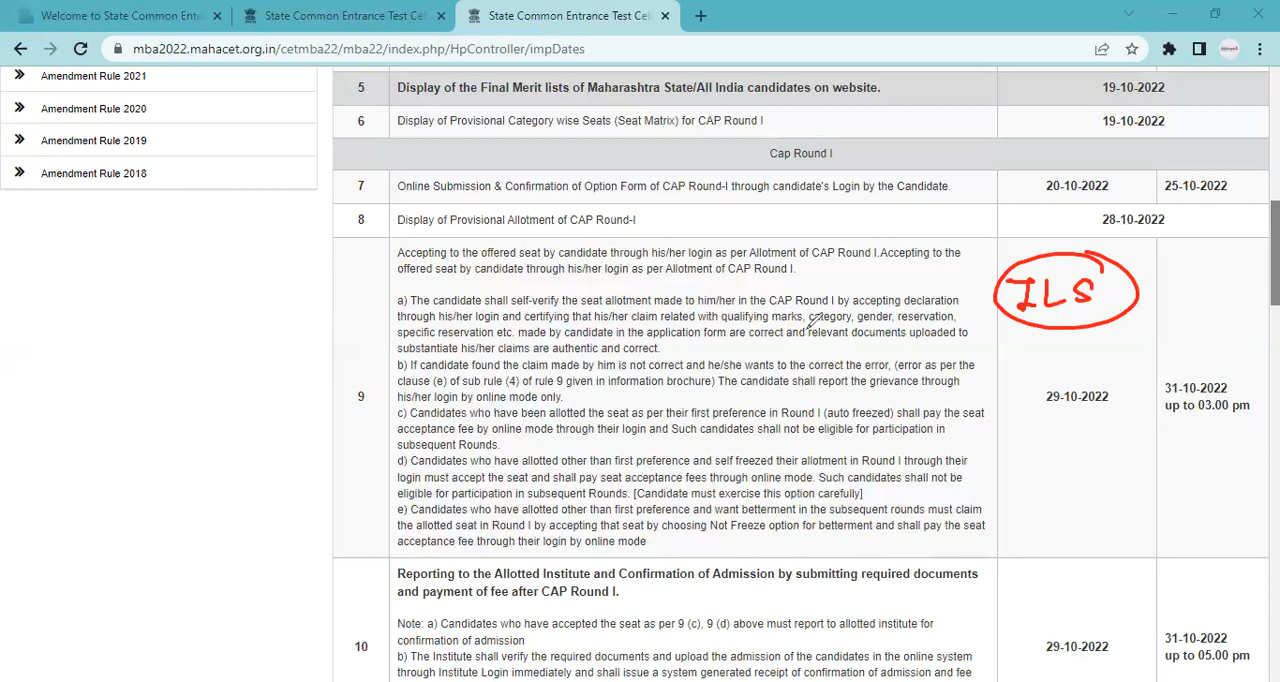 Welcome to State Common Entran
State Common Entrance Test Cel
State Common Entrance Test Cel
mba2022.mahacet.org.in/cetmba22/mba22/index.php/HpController/impDates
Amendment Rule 2021
Amendment Rule 2020
Amendment Rule 2019
Amendment Rule 2018
5 Display of the Final Merit lists of Maharashtra State/All India candidates on website. 19-10-2022
6 Display of Provisional Category wise Seats (Seat Matrix) for CAP Round I 19-10-2022
Cap Round I
7 Online Submission & Confirmation of Option Form of CAP Round-I through candidate's Login by the Candidate. 20-10-2022 25-10-2022
8 Display of Provisional Allotment of CAP Round-I 28-10-2022
Accepting to the offered seat by candidate through his/her login as per Allotment of CAP Round I.Accepting to the
offered seat by candidate through his/her login as per Allotment of CAP Round I.
ILS
a) The candidate shall self-verify the seat allotment made to him/her in the CAP Round I by accepting declaration
through his/her login and certifying that his/her claim related with qualifying marks, category, gender, reservation,
specific reservation etc. made by candidate in the application form are correct and relevant documents uploaded to
substantiate his/her claims are authentic and correct.
b) If candidate found the claim made by him is not correct and he/she wants to the correct the error, (error as per the
clause (e) of sub rule (4) of rule 9 given in information brochure) The candidate shall report the grievance through
his/her login by online mode only.
9 29-10-2022 31-10-2022
up to 03.00 pm
c) Candidates who have been allotted the seat as per their first preference in Round I (auto freezed) shall pay the seat
acceptance fee by online mode through their login and Such candidates shall not be eligible for participation in
subsequent Rounds.
d) Candidates who have allotted other than first preference and self freezed their allotment in Round I through their
login must accept the seat and shall pay seat acceptance fees through online mode. Such candidates shall not be
eligible for participation in subsequent Rounds. [Candidate must exercise this option carefully]
e) Candidates who have allotted other than first preference and want betterment in the subsequent rounds must claim
the allotted seat in Round I by accepting that seat by choosing Not Freeze option for betterment and shall pay the seat
acceptance fee through their login by online mode
Reporting to the Allotted Institute and Confirmation of Admission by submitting required documents
and payment of fee after CAP Round I.
Note: a) Candidates who have accepted the seat as per 9 (c), 9 (d) above must report to allotted institute for
confirmation of admission
10 29-10-2022 31-10-2022
up to 05.00 pm
b) The Institute shall verify the required documents and upload the admission of the candidates in the online system
through Institute Login immediately and shall issue a system generated receipt of confirmation of admission and fee